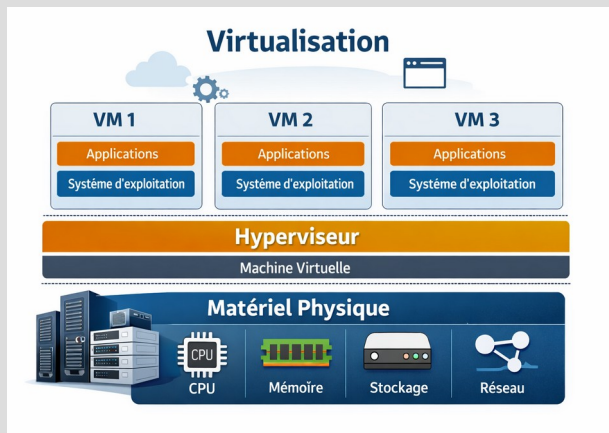 Virtualisation
VM 1
Applications
Système d'exploitation
VM 2
Applications
Système d'exploitation
VM 3
Applications
Système d'exploitation
Hyperviseur
Machine Virtuelle
Matériel Physique
CPU
CPU
Mémoïre
Stockage
Réseau